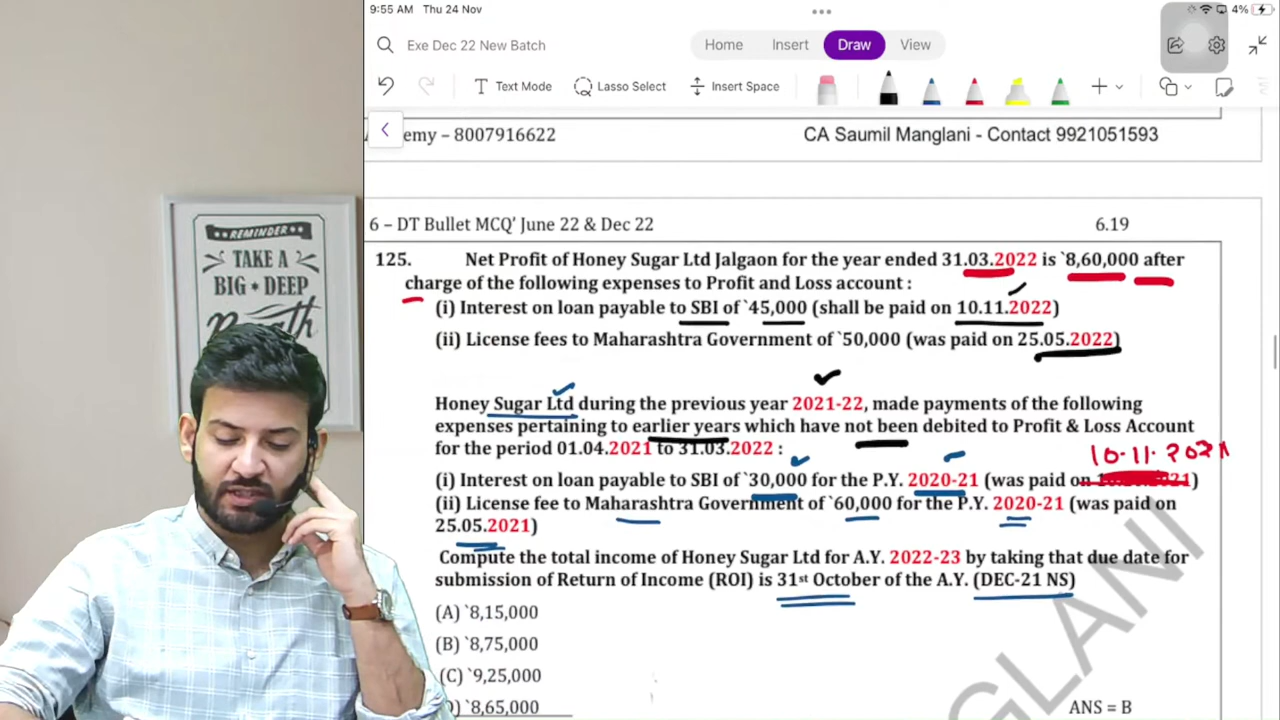 9:55 AM Thu 24 Nov
4%
Exe Dec 22 New Batch
Home Insert Draw View
Text Mode Lasso Select Insert Space
emy – 8007916622 CA Saumil Manglani - Contact 9921051593
REMINDER
TAKE A
BIG DEEP
6 – DT Bullet MCQ' June 22 & Dec 22 6.19
125. Net Profit of Honey Sugar Ltd Jalgaon for the year ended 31.03.2022 is `8,60,000 after
charge of the following expenses to Profit and Loss account :
(i) Interest on loan payable to SBI of `45,000 (shall be paid on 10.11.2022)
(ii) License fees to Maharashtra Government of `50,000 (was paid on 25.05.2022)
Honey Sugar Ltd during the previous year 2021-22, made payments of the following
expenses pertaining to earlier years which have not been debited to Profit & Loss Account
for the period 01.04.2021 to 31.03.2022 :
10.11.2021
(i) Interest on loan payable to SBI of `30,000 for the P.Y. 2020-21 (was paid on )
(ii) License fee to Maharashtra Government of `60,000 for the P.Y. 2020-21 (was paid on
25.05.2021)
Compute the total income of Honey Sugar Ltd for A.Y. 2022-23 by taking that due date for
submission of Return of Income (ROI) is 31st October of the A.Y. (DEC-21 NS)
(A) `8,15,000
(B) `8,75,000
(C) `9,25,000
) `8,65,000 ANS = B
GLANI